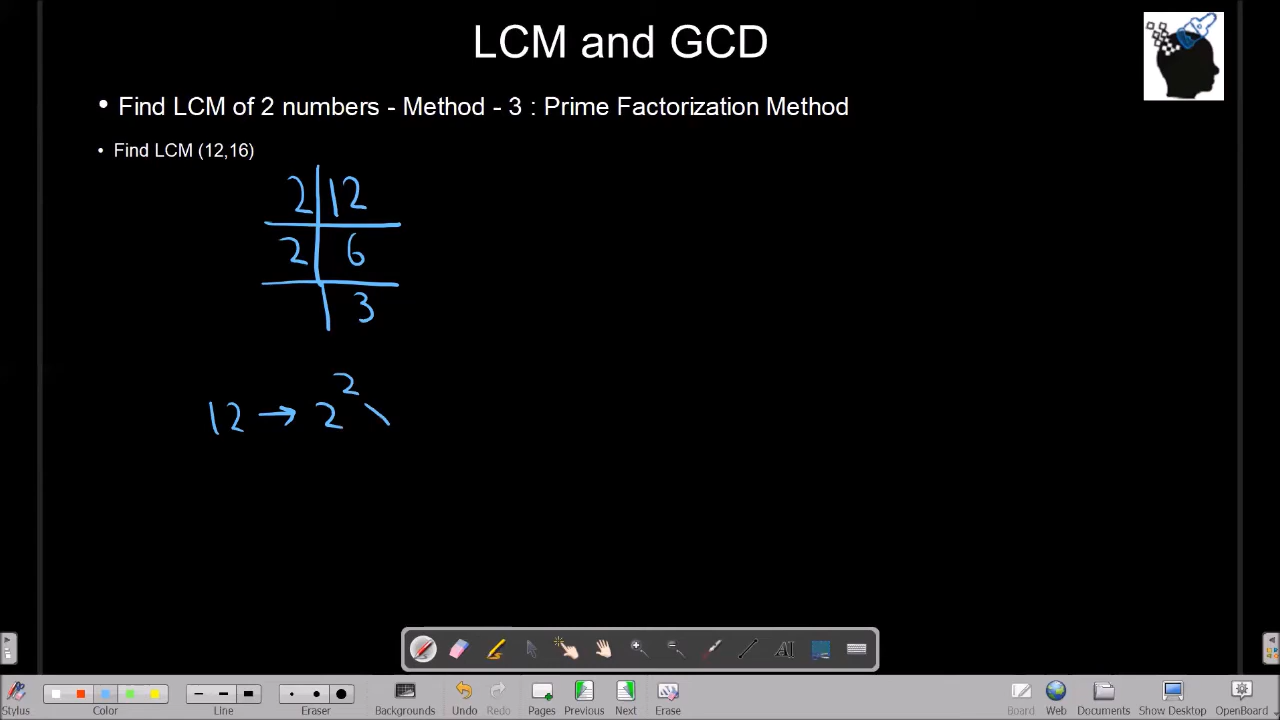 LCM and GCD
• Find LCM of 2 numbers - Method - 3 : Prime Factorization Method
• Find LCM (12,16)
2 | 12
2 | 6
| 3
12 → 2²
Stylus
Color
Line
Eraser
Backgrounds
Undo
Redo
Pages
Previous
Next
Erase
Board
Web
Documents
Show Desktop
OpenBoard
AI